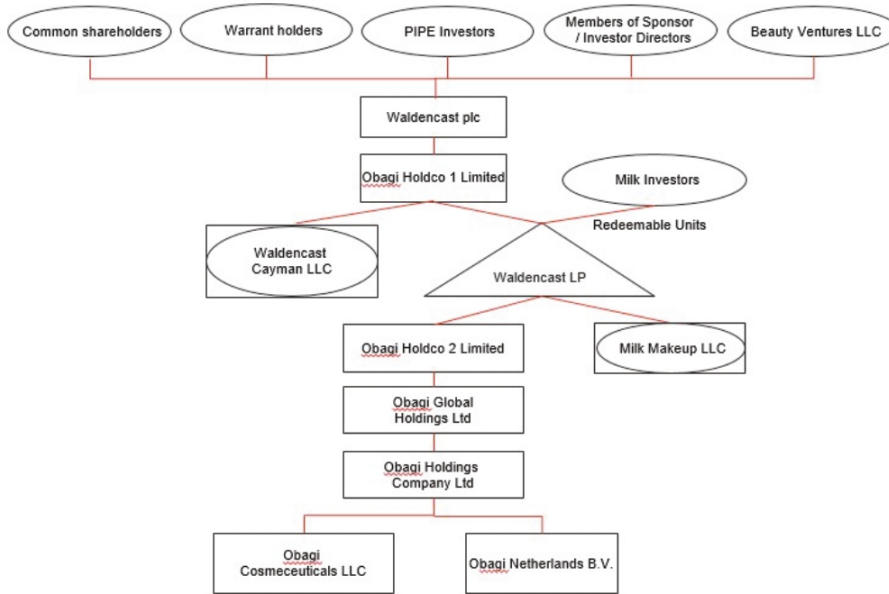 Common shareholders
Warrant holders
PIPE Investors
Members of Sponsor
/ Investor Directors
Beauty Ventures LLC
Waldencast plc
Obagi Holdco 1 Limited
Milk Investors
Redeemable Units
Waldencast
Cayman LLC
Waldencast LP
Obagi Holdco 2 Limited
Milk Makeup LLC
Obagi Global
Holdings Ltd
Obagi Holdings
Company Ltd
Obagi
Cosmeceuticals LLC
Obagi Netherlands B.V.